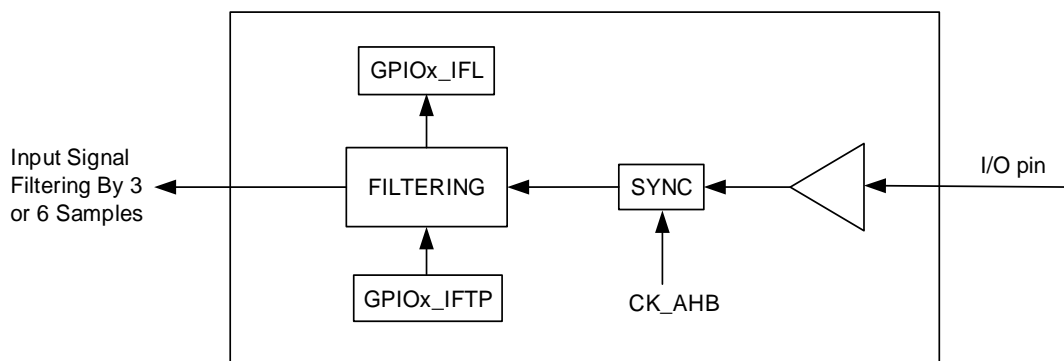 GPIOx_IFL
Input Signal
Filtering By 3
or 6 Samples
FILTERING
SYNC
I/O pin
GPIOx_IFTP
CK_AHB